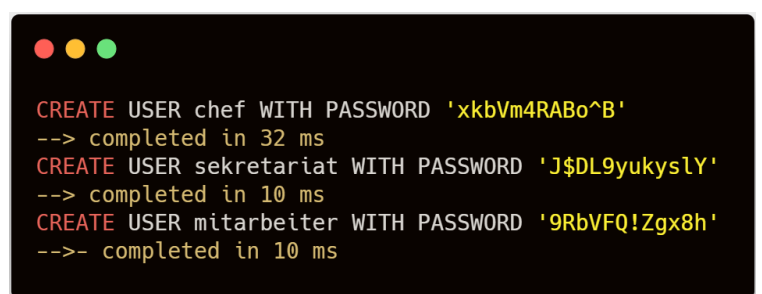 CREATE USER chef WITH PASSWORD 'xkbVm4RABo^B'
--> completed in 32 ms
CREATE USER sekretariat WITH PASSWORD 'J$DL9yukyslY'
--> completed in 10 ms
CREATE USER mitarbeiter WITH PASSWORD '9RbVFQ!Zgx8h'
-->- completed in 10 ms